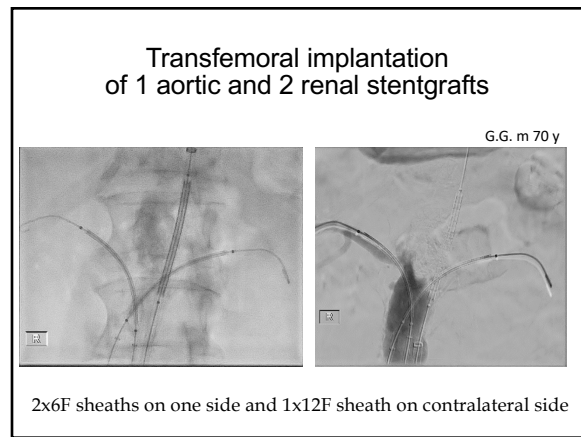 Transfemoral implantation
of 1 aortic and 2 renal stentgrafts
G.G. m 70 y
R
R
2x6F sheaths on one side and 1x12F sheath on contralateral side